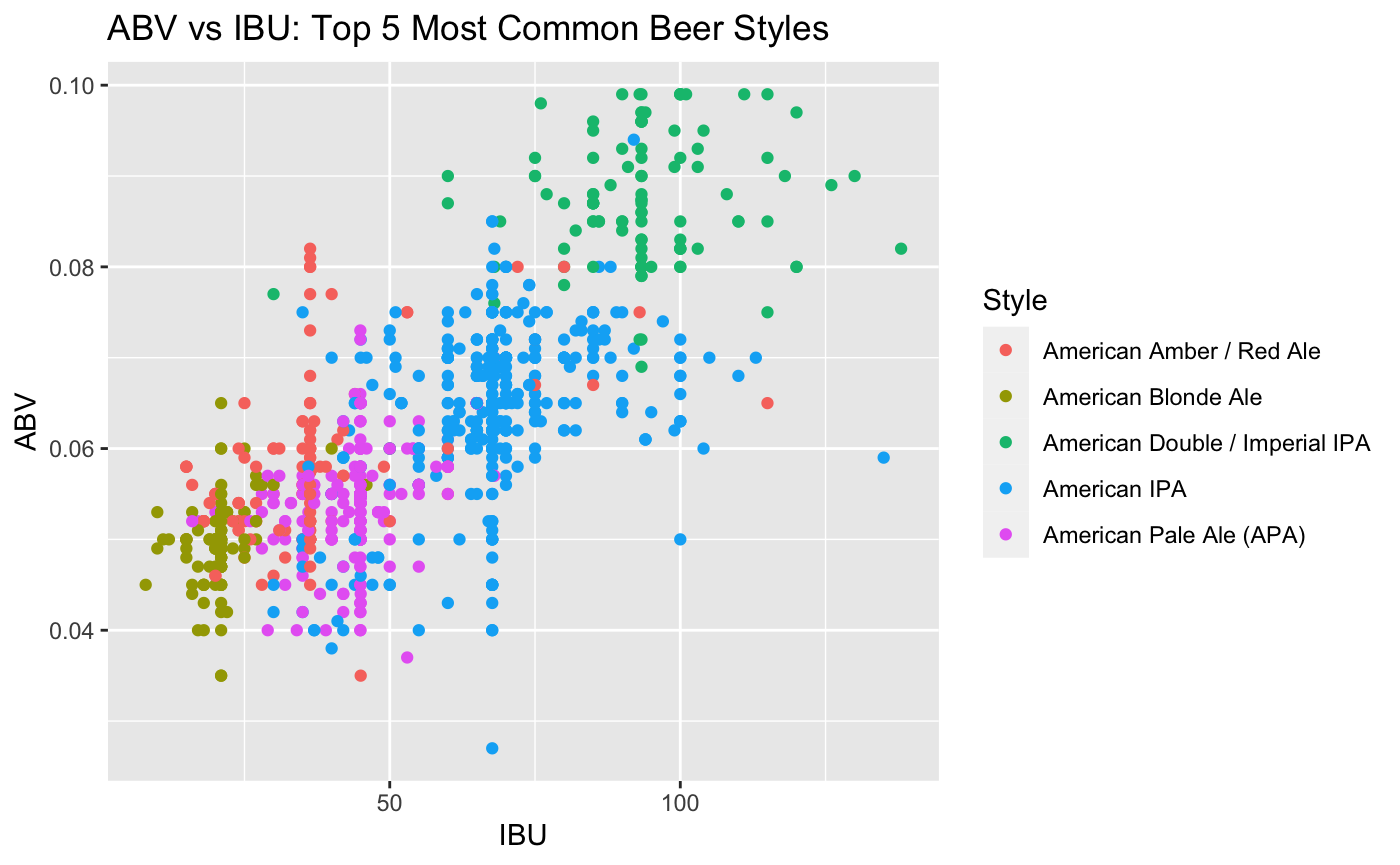 ABV vs IBU: Top 5 Most Common Beer Styles
0.10
0.08
0.06
0.04
ABV
50
100
IBU
Style
American Amber / Red Ale
American Blonde Ale
American Double / Imperial IPA
American IPA
American Pale Ale (APA)